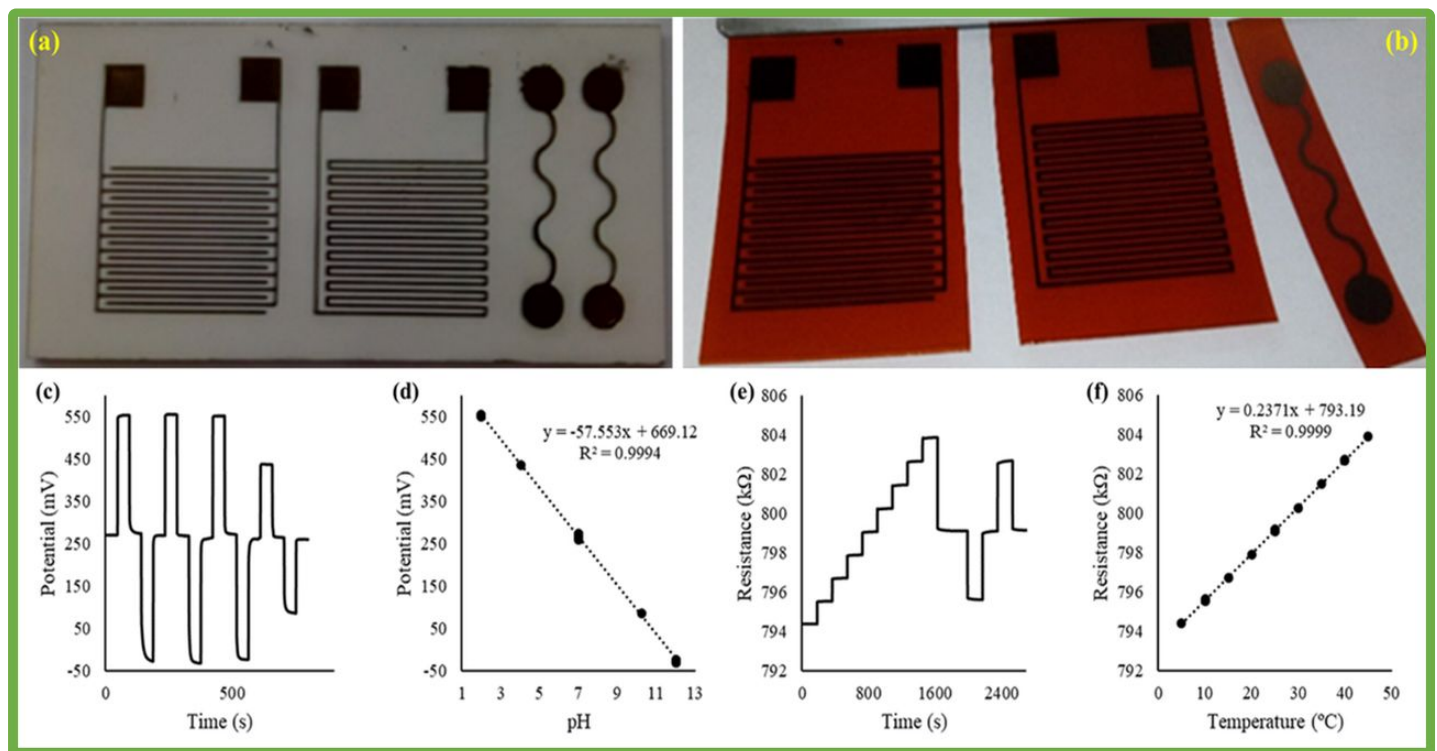 (a)
(b)
(c)
550
450
350
250
150
50
-50
Potential (mV)
0
500
Time (s)
(d)
550
450
350
250
150
50
-50
Potential (mV)
y = -57.553x + 669.12
R² = 0.9994
1
3
5
7
9
11
13
pH
(e)
806
804
802
800
798
796
794
792
Resistance (kΩ)
0
800
1600
2400
Time (s)
(f)
806
804
802
800
798
796
794
792
Resistance (kΩ)
y = 0.2371x + 793.19
R² = 0.9999
0
10
20
30
40
50
Temperature (ºC)